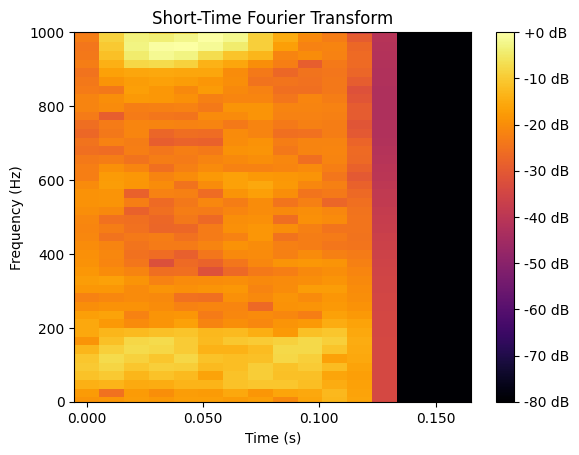 Short-Time Fourier Transform
1000
800
600
400
200
0
Frequency (Hz)
0.000
0.050
0.100
0.150
Time (s)
+0 dB
-10 dB
-20 dB
-30 dB
-40 dB
-50 dB
-60 dB
-70 dB
-80 dB